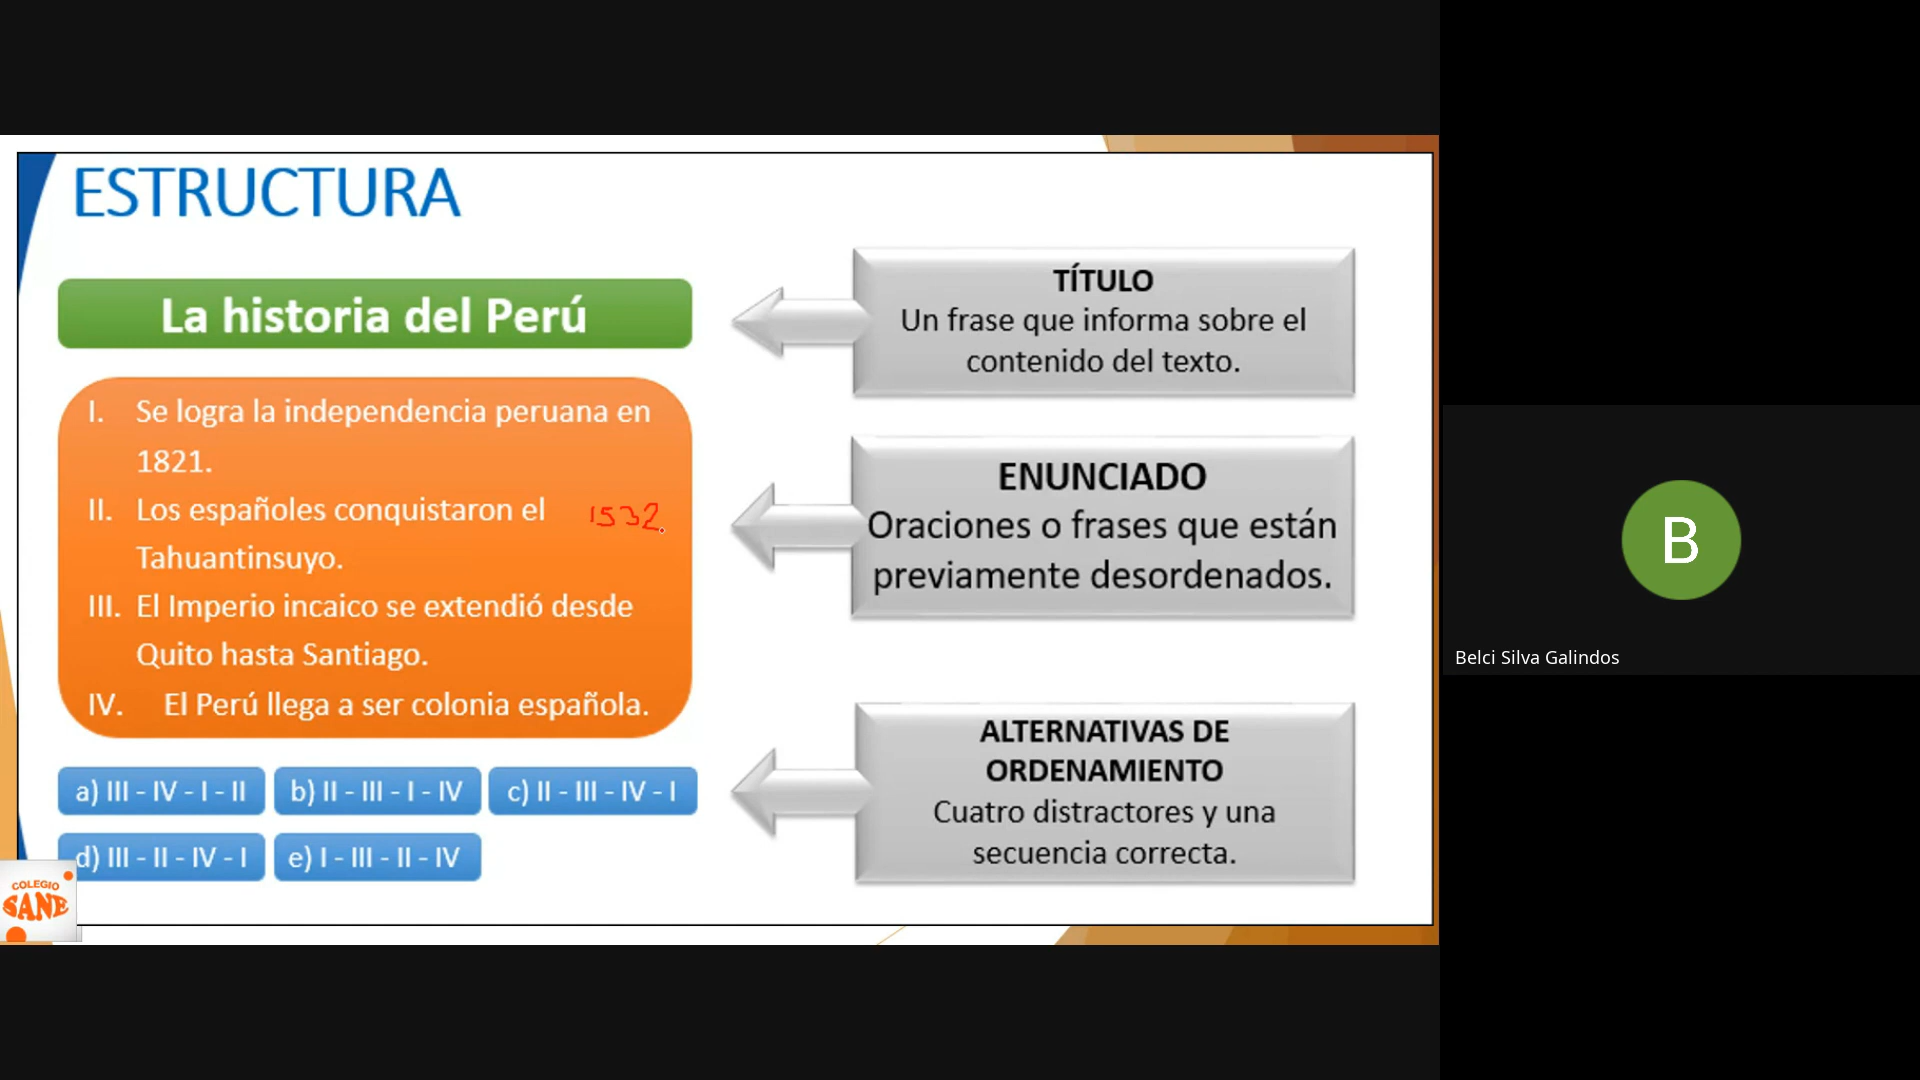 ESTRUCTURA
La historia del Perú
I. Se logra la independencia peruana en
1821.
II. Los españoles conquistaron el 1532.
Tahuantinsuyo.
III. El Imperio incaico se extendió desde
Quito hasta Santiago.
IV. El Perú llega a ser colonia española.
a) III - IV - I - II
b) II - III - I - IV
c) II - III - IV - I
d) III - II - IV - I
e) I - III - II - IV
TÍTULO
Un frase que informa sobre el
contenido del texto.
ENUNCIADO
Oraciones o frases que están
previamente desordenados.
ALTERNATIVAS DE
ORDENAMIENTO
Cuatro distractores y una
secuencia correcta.
COLEGIO
SANE
B
Belci Silva Galindos